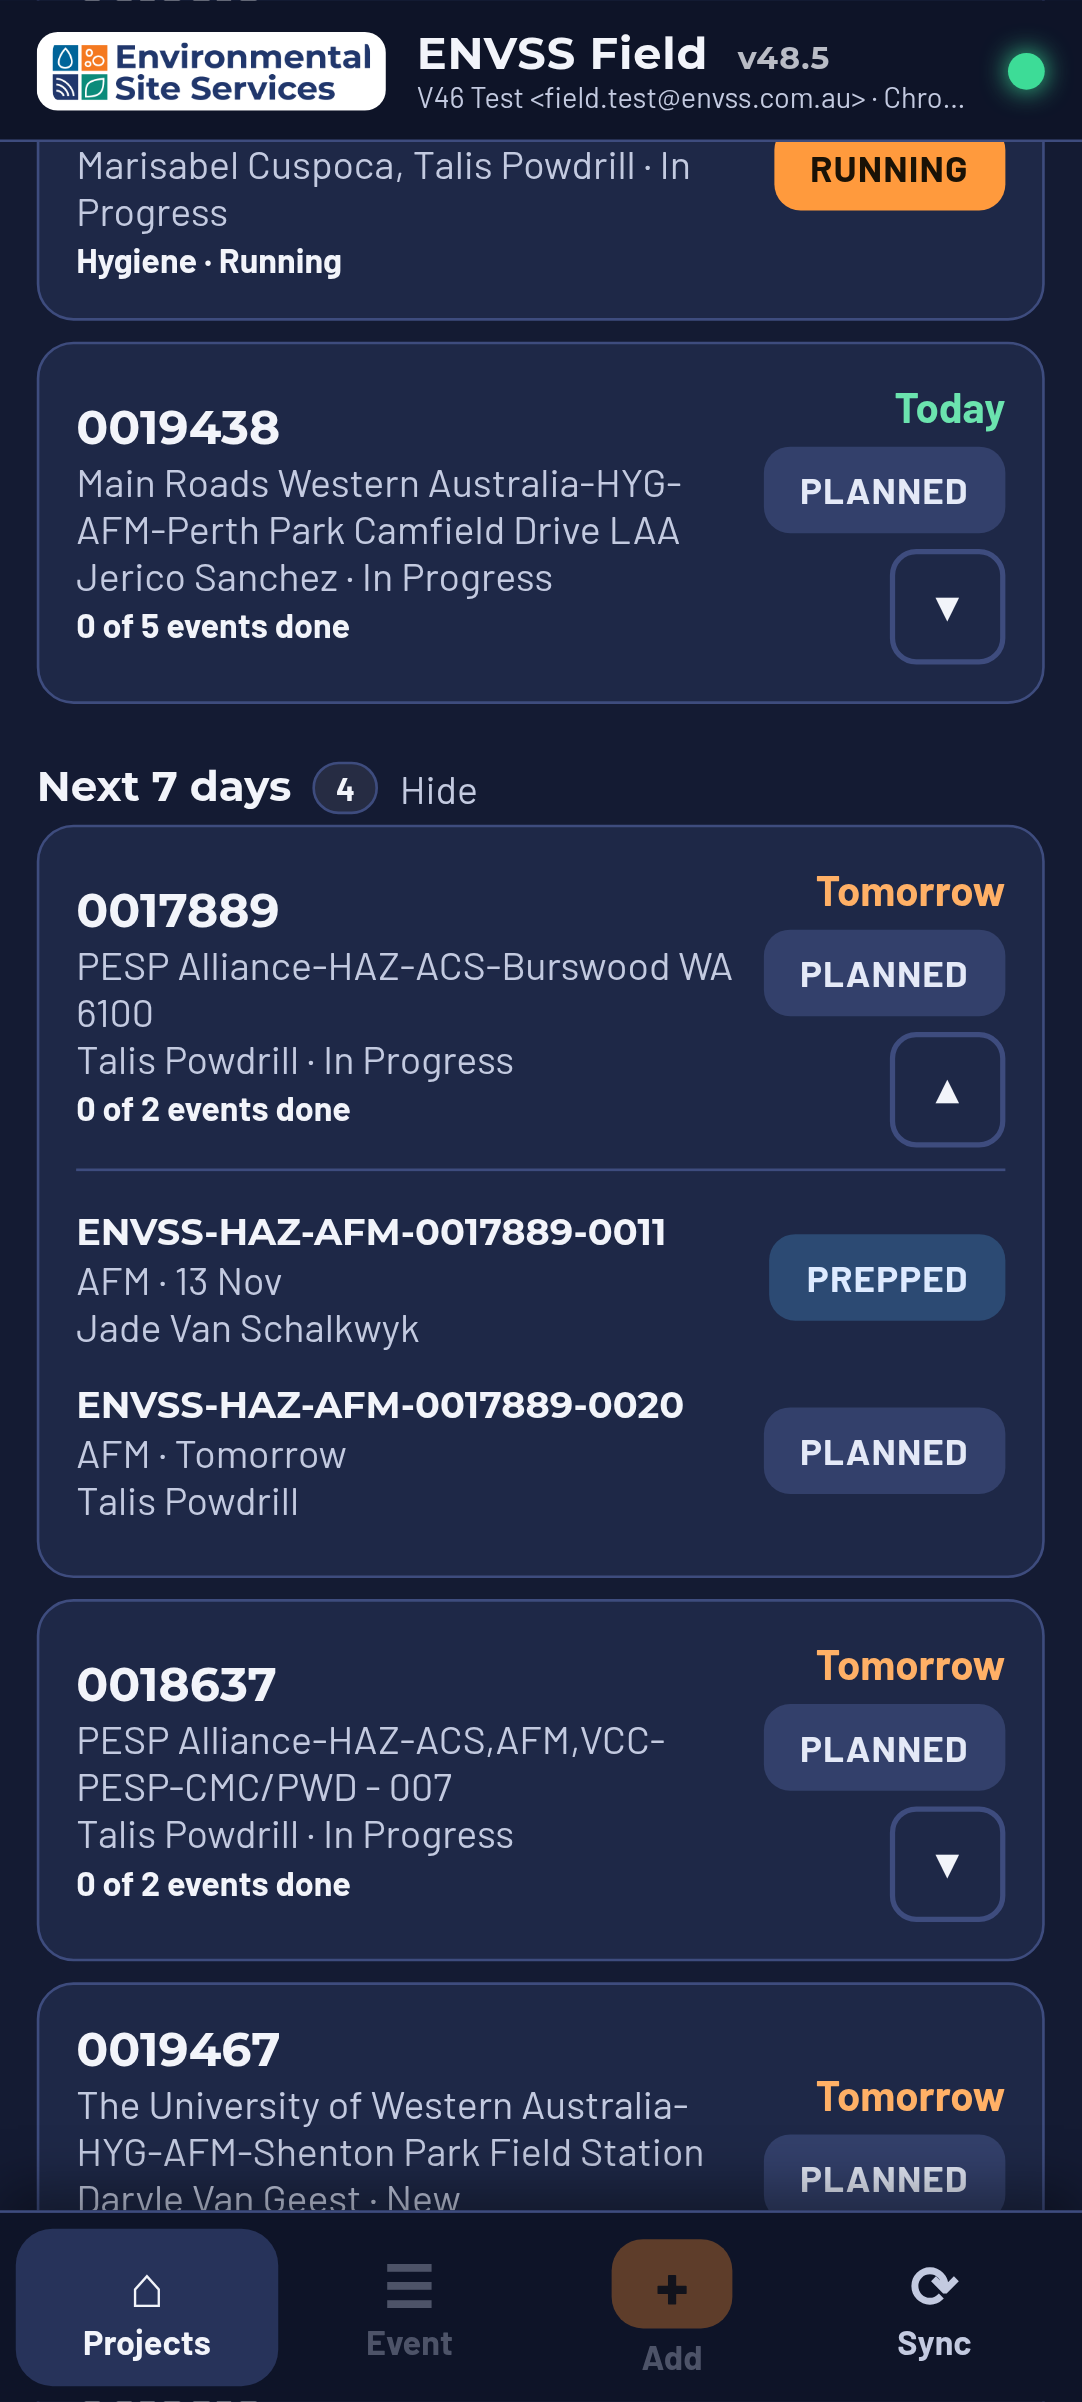 Environmental
Site Services
ENVSS Field v48.5
V46 Test <field.test@envss.com.au> · Chro...
Marisabel Cuspoca, Talis Powdrill · In
Progress
Hygiene · Running
RUNNING
0019438
Today
Main Roads Western Australia-HYG-
AFM-Perth Park Camfield Drive LAA
Jerico Sanchez · In Progress
0 of 5 events done
PLANNED
▼
Next 7 days 4 Hide
0017889
Tomorrow
PESP Alliance-HAZ-ACS-Burswood WA
6100
Talis Powdrill · In Progress
0 of 2 events done
PLANNED
▲
ENVSS-HAZ-AFM-0017889-0011
AFM · 13 Nov
Jade Van Schalkwyk
PREPPED
ENVSS-HAZ-AFM-0017889-0020
AFM · Tomorrow
Talis Powdrill
PLANNED
0018637
Tomorrow
PESP Alliance-HAZ-ACS,AFM,VCC-
PESP-CMC/PWD - 007
Talis Powdrill · In Progress
0 of 2 events done
PLANNED
▼
0019467
Tomorrow
The University of Western Australia-
HYG-AFM-Shenton Park Field Station
Daryle Van Geest · New
PLANNED
Projects
Event
Add
Sync